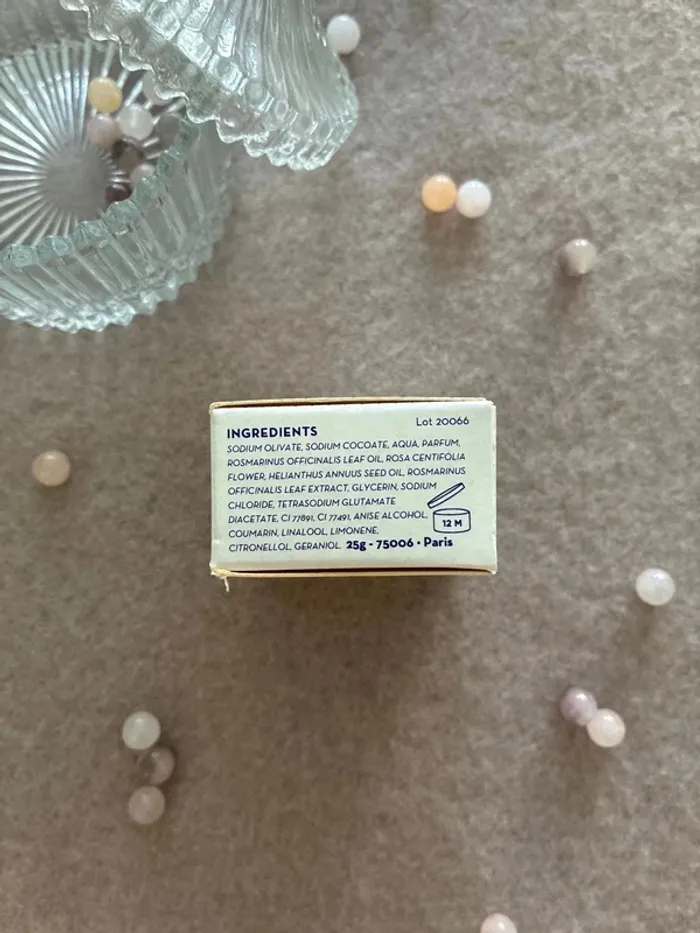 Lot 20066
INGREDIENTS
SODIUM OLIVATE, SODIUM COCOATE, AQUA, PARFUM,
ROSMARINUS OFFICINALIS LEAF OIL, ROSA CENTIFOLIA
FLOWER, HELIANTHUS ANNUUS SEED OIL, ROSMARINUS
OFFICINALIS LEAF EXTRACT, GLYCERIN, SODIUM
CHLORIDE, TETRASODIUM GLUTAMATE
DIACETATE, CI 77891, CI 77491, ANISE ALCOHOL,
COUMARIN, LINALOOL, LIMONENE,
CITRONELLOL, GERANIOL. 25g - 75006 • Paris
12 M